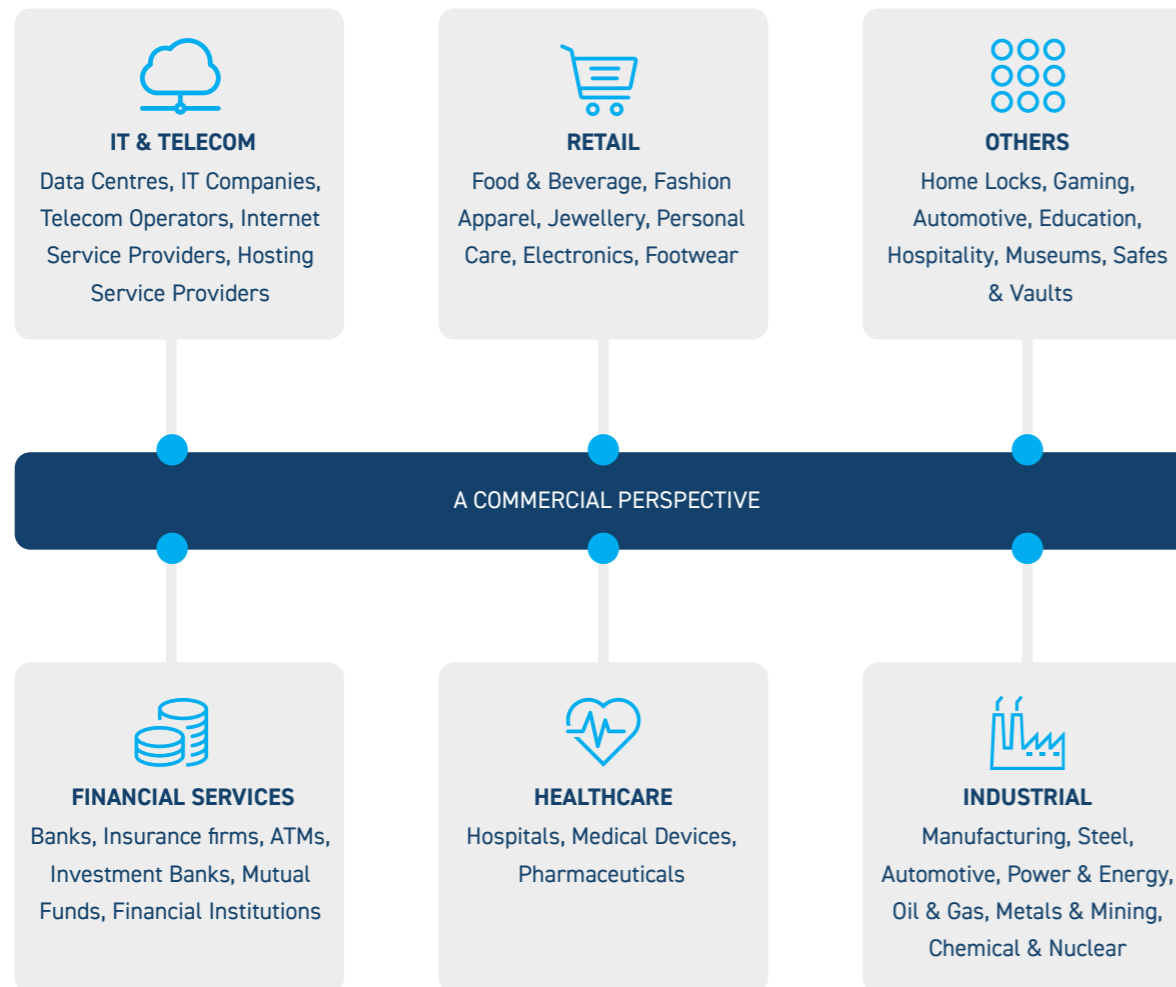 IT & TELECOM
Data Centres, IT Companies,
Telecom Operators, Internet
Service Providers, Hosting
Service Providers
RETAIL
Food & Beverage, Fashion
Apparel, Jewellery, Personal
Care, Electronics, Footwear
OTHERS
Home Locks, Gaming,
Automotive, Education,
Hospitality, Museums, Safes
& Vaults
A COMMERCIAL PERSPECTIVE
FINANCIAL SERVICES
Banks, Insurance firms, ATMs,
Investment Banks, Mutual
Funds, Financial Institutions
HEALTHCARE
Hospitals, Medical Devices,
Pharmaceuticals
INDUSTRIAL
Manufacturing, Steel,
Automotive, Power & Energy,
Oil & Gas, Metals & Mining,
Chemical & Nuclear